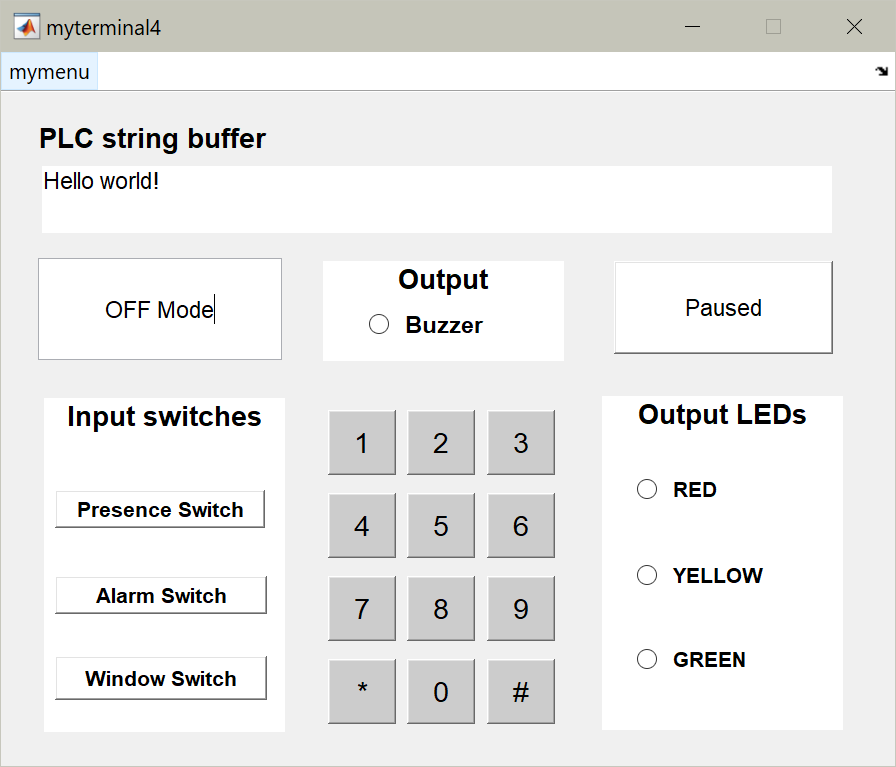 myterminal4
mymenu
PLC string buffer
Hello world!
OFF Mode
Output
Buzzer
Paused
Input switches
Presence Switch
Alarm Switch
Window Switch
1 2 3
4 5 6
7 8 9
* 0 #
Output LEDs
RED
YELLOW
GREEN